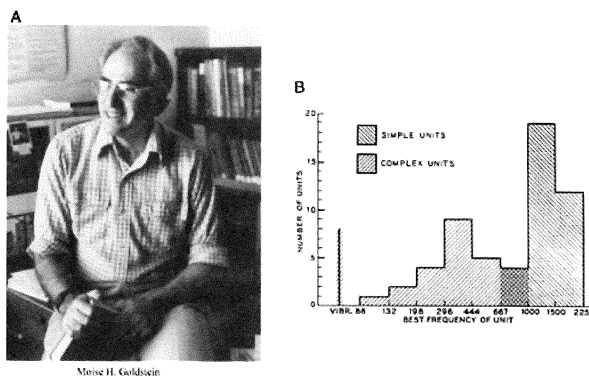 A
Moise H. Goldstein
B
20
15
10
5
0
NUMBER OF UNITS
SIMPLE UNITS
COMPLEX UNITS
VIBR. 88 132 198 296 444 667 1000 1500 225
BEST FREQUENCY OF UNIT